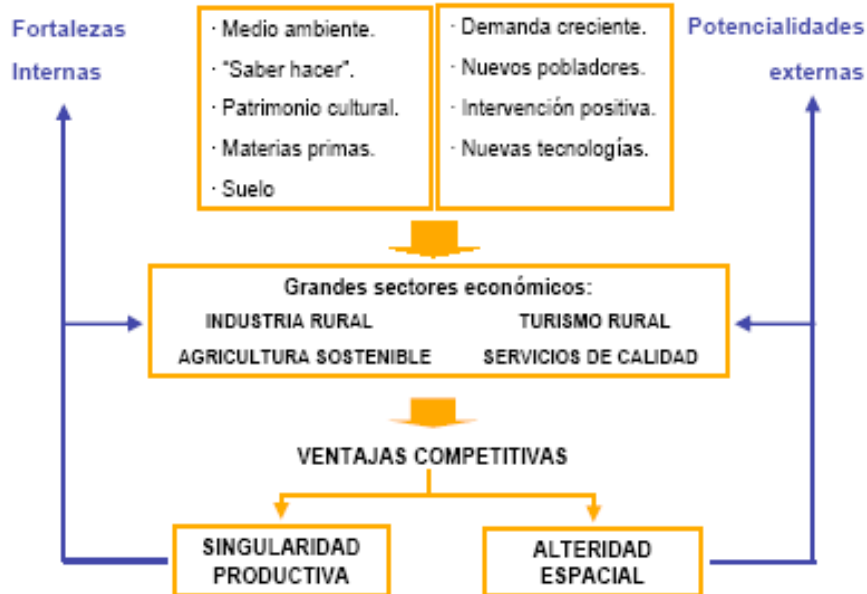 Fortalezas
Internas
· Medio ambiente.
· "Saber hacer".
· Patrimonio cultural.
· Materias primas.
· Suelo
· Demanda creciente.
· Nuevos pobladores.
· Intervención positiva.
· Nuevas tecnologías.
Potencialidades
externas
Grandes sectores económicos:
INDUSTRIA RURAL
TURISMO RURAL
AGRICULTURA SOSTENIBLE
SERVICIOS DE CALIDAD
VENTAJAS COMPETITIVAS
SINGULARIDAD
PRODUCTIVA
ALTERIDAD
ESPACIAL